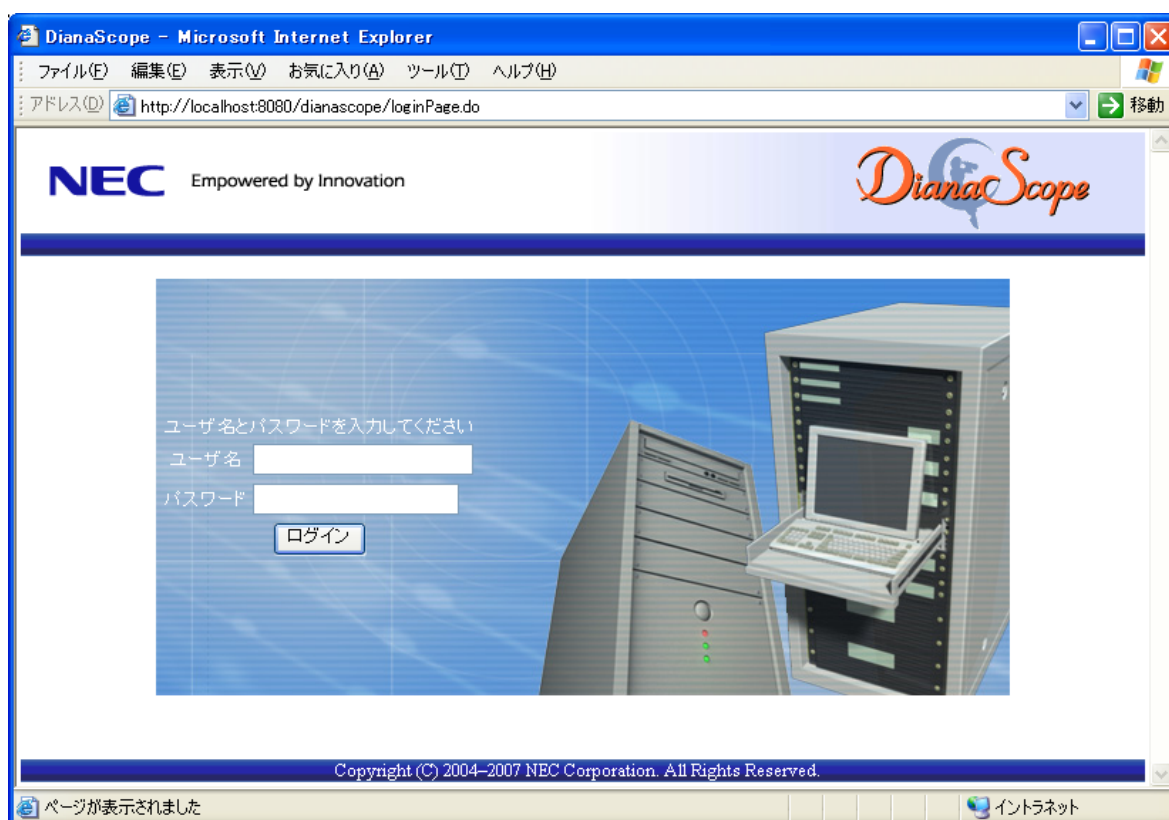 DianaScope - Microsoft Internet Explorer
ファイル(F) 編集(E) 表示(V) お気に入り(A) ツール(T) ヘルプ(H)
アドレス(D) http://localhost:8080/dianascope/loginPage.do 移動
NEC Empowered by Innovation DianaScope
ユーザ名とパスワードを入力してください
ユーザ名
パスワード
ログイン
Copyright (C) 2004–2007 NEC Corporation. All Rights Reserved.
ページが表示されました イントラネット